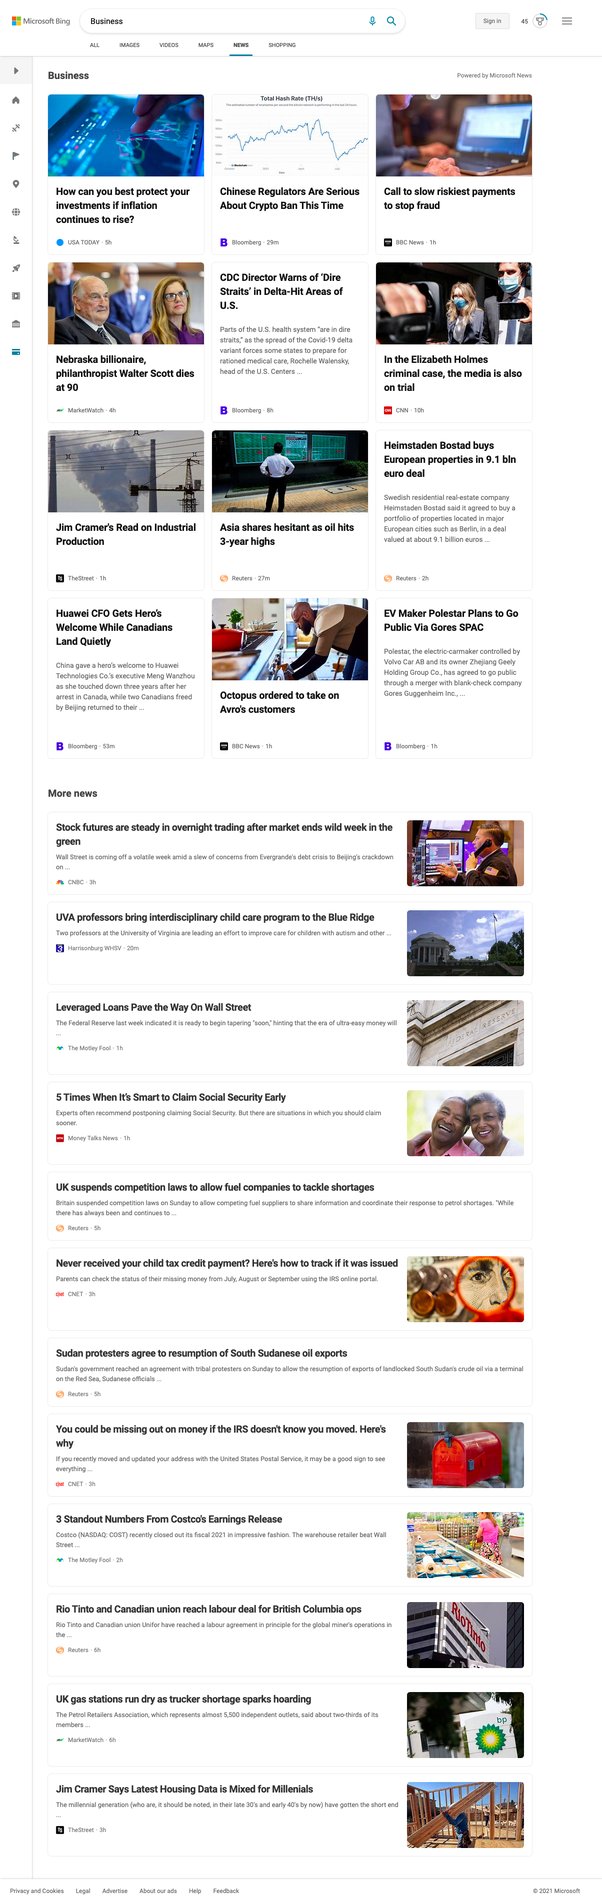 Microsoft Bing
Business
Sign in
45
ALL IMAGES VIDEOS MAPS NEWS SHOPPING
Business
Powered by Microsoft News
How can you best protect your
investments if inflation
continues to rise?
USA TODAY · 5h
Total Hash Rate (TH/s)
Chinese Regulators Are Serious
About Crypto Ban This Time
Bloomberg · 29m
Call to slow riskiest payments
to stop fraud
BBC News · 1h
Nebraska billionaire,
philanthropist Walter Scott dies
at 90
MarketWatch · 4h
CDC Director Warns of ‘Dire
Straits’ in Delta-Hit Areas of
U.S.
Parts of the U.S. health system “are in dire
straits,” as the spread of the Covid-19 delta
variant forces some states to prepare for
rationed medical care, Rochelle Walensky,
head of the U.S. Centers ...
Bloomberg · 8h
In the Elizabeth Holmes
criminal case, the media is also
on trial
CNN · 10h
Jim Cramer's Read on Industrial
Production
TheStreet · 1h
Asia shares hesitant as oil hits
3-year highs
Reuters · 27m
Heimstaden Bostad buys
European properties in 9.1 bln
euro deal
Swedish residential real-estate company
Heimstaden Bostad said it agreed to buy a
portfolio of properties located in major
European cities such as Berlin, in a deal
valued at about 9.1 billion euros ...
Reuters · 2h
Huawei CFO Gets Hero’s
Welcome While Canadians
Land Quietly
China gave a hero’s welcome to Huawei
Technologies Co.’s executive Meng Wanzhou
as she touched down three years after her
arrest in Canada, while two Canadians freed
by Beijing returned to their ...
Bloomberg · 53m
Octopus ordered to take on
Avro's customers
BBC News · 1h
EV Maker Polestar Plans to Go
Public Via Gores SPAC
Polestar, the electric-carmaker controlled by
Volvo Car AB and its owner Zhejiang Geely
Holding Group Co., has agreed to go public
through a merger with blank-check company
Gores Guggenheim Inc., ...
Bloomberg · 1h
More news
Stock futures are steady in overnight trading after market ends wild week in the
green
Wall Street is coming off a volatile week amid a slew of concerns from Evergrande's debt crisis to Beijing's crackdown
on ...
CNBC · 3h
UVA professors bring interdisciplinary child care program to the Blue Ridge
Two professors at the University of Virginia are leading an effort to improve care for children with autism and other ...
Harrisonburg WHSV · 20m
Leveraged Loans Pave the Way On Wall Street
The Federal Reserve last week indicated it is ready to begin tapering "soon," hinting that the era of ultra-easy money will
...
The Motley Fool · 1h
5 Times When It’s Smart to Claim Social Security Early
Experts often recommend postponing claiming Social Security. But there are situations in which you should claim
sooner.
Money Talks News · 1h
UK suspends competition laws to allow fuel companies to tackle shortages
Britain suspended competition laws on Sunday to allow competing fuel suppliers to share information and coordinate their response to petrol shortages. "While
there has always been and continues to ...
Reuters · 5h
Never received your child tax credit payment? Here's how to track if it was issued
Parents can check the status of their missing money from July, August or September using the IRS online portal.
CNET · 3h
Sudan protesters agree to resumption of South Sudanese oil exports
Sudan's government reached an agreement with tribal protesters on Sunday to allow the resumption of exports of landlocked South Sudan's crude oil via a terminal
on the Red Sea, Sudanese officials ...
Reuters · 5h
You could be missing out on money if the IRS doesn't know you moved. Here's
why
If you recently moved and updated your address with the United States Postal Service, it may be a good sign to see
everything ...
CNET · 3h
3 Standout Numbers From Costco's Earnings Release
Costco (NASDAQ: COST) recently closed out its fiscal 2021 in impressive fashion. The warehouse retailer beat Wall
Street ...
The Motley Fool · 2h
Rio Tinto and Canadian union reach labour deal for British Columbia ops
Rio Tinto and Canadian union Unifor have reached a labour agreement in principle for the global miner's operations in
the ...
Reuters · 6h
RioTinto
UK gas stations run dry as trucker shortage sparks hoarding
The Petrol Retailers Association, which represents almost 5,500 independent outlets, said about two-thirds of its
members ...
MarketWatch · 6h
bp
Jim Cramer Says Latest Housing Data is Mixed for Millenials
The millennial generation (who are, it should be noted, in their late 30's and early 40's by now) have gotten the short end
...
TheStreet · 3h
Privacy and Cookies Legal Advertise About our ads Help Feedback
© 2021 Microsoft